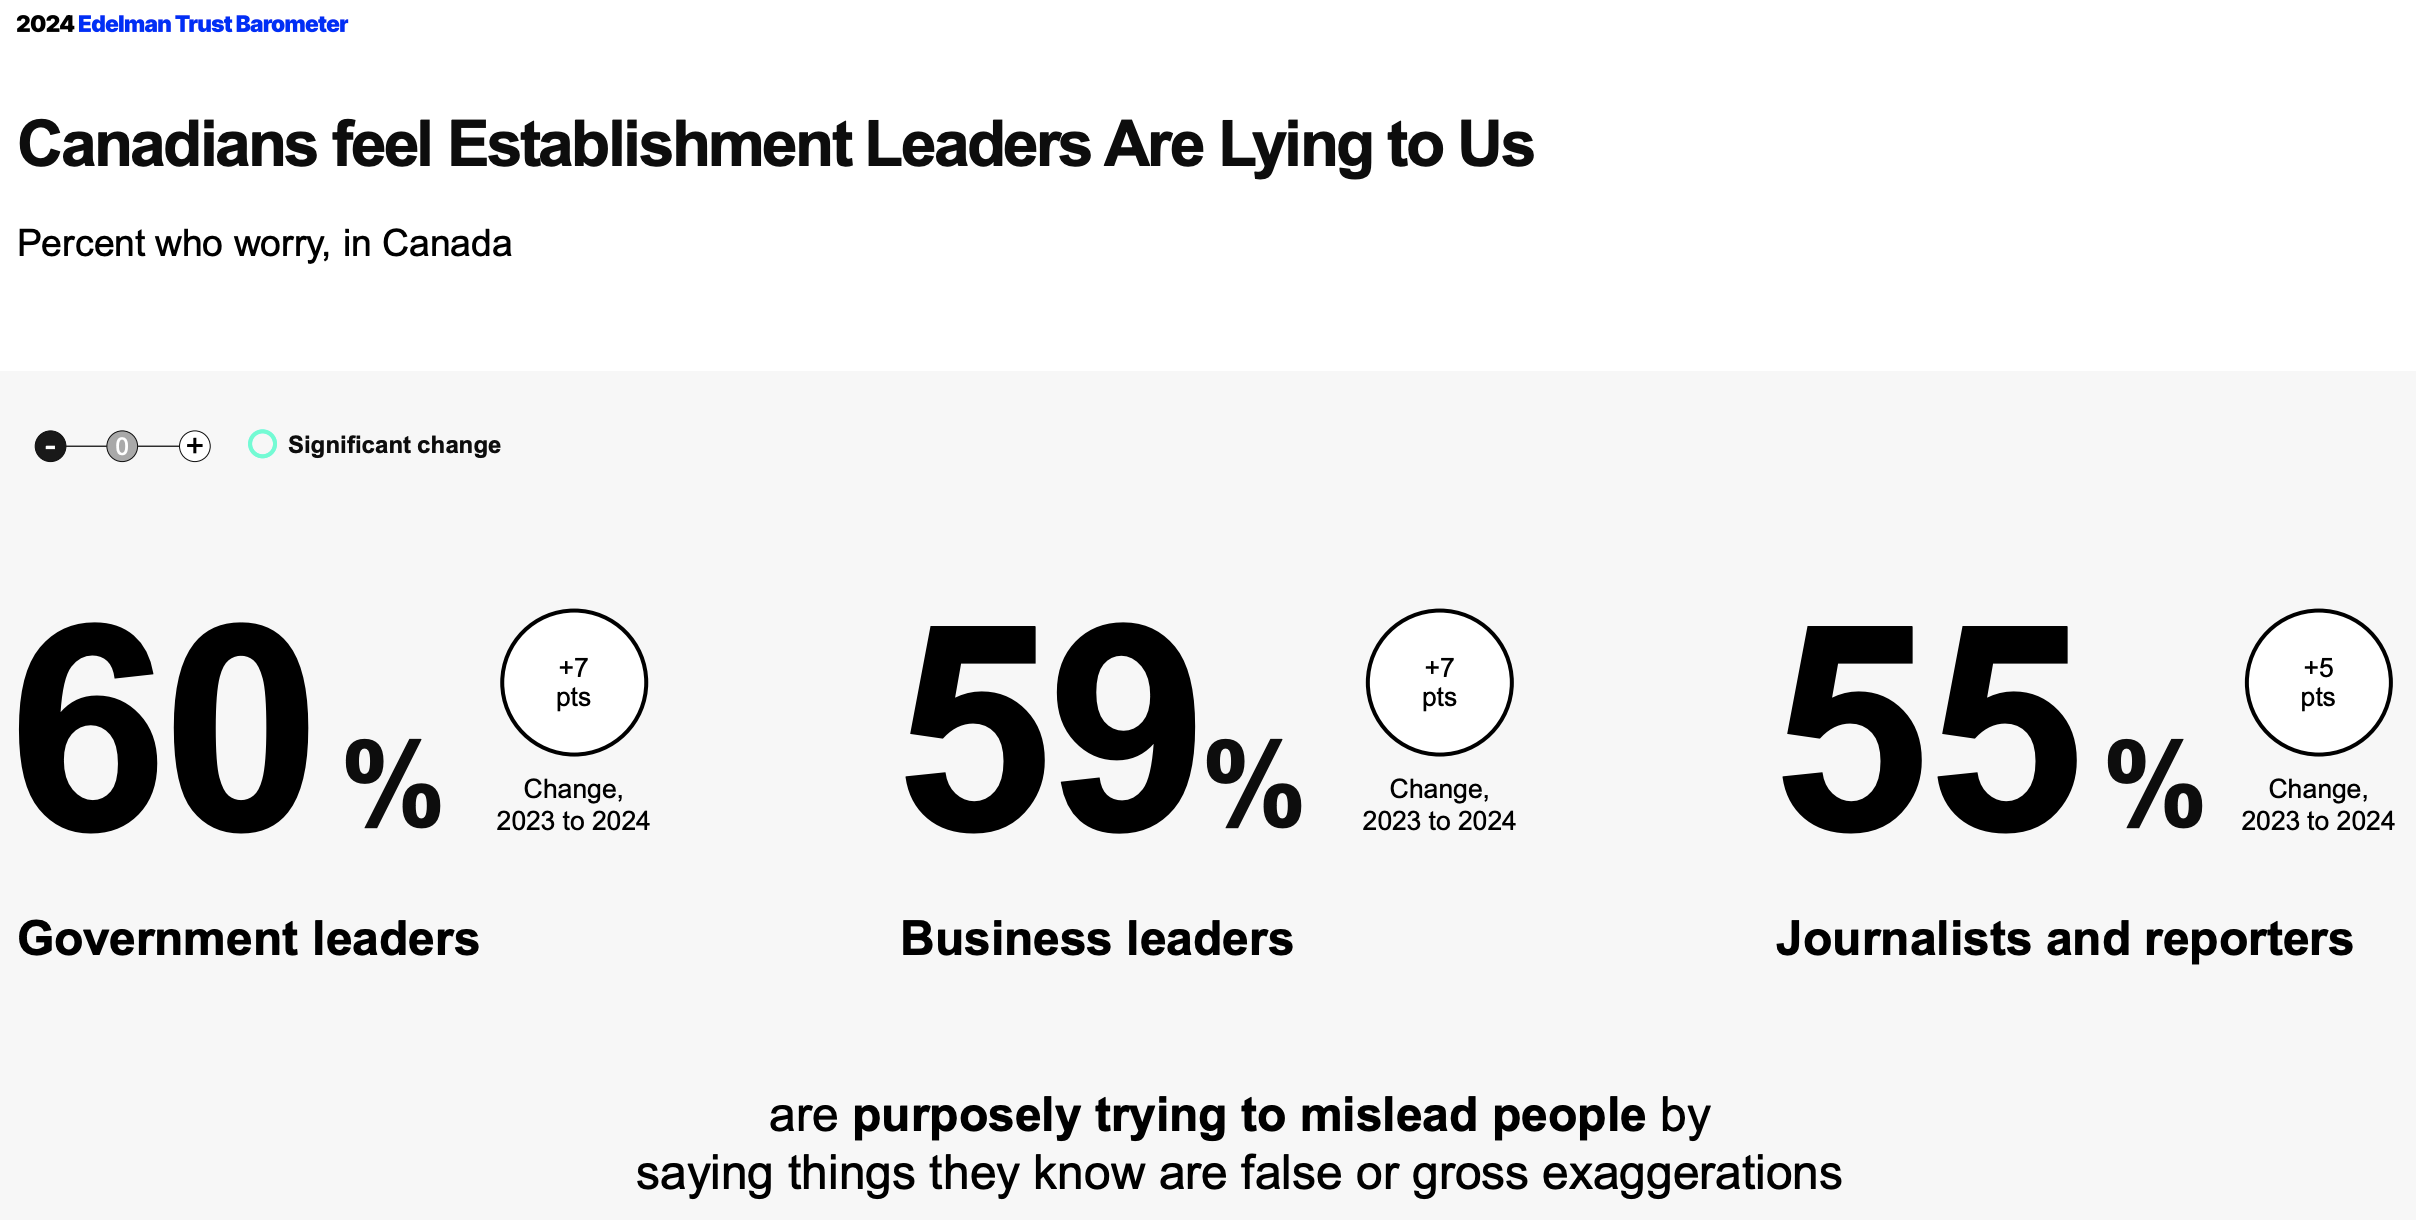 2024 Edelman Trust Barometer
Canadians feel Establishment Leaders Are Lying to Us
Percent who worry, in Canada
- 0 + Significant change
60 %
+7
pts
Change,
2023 to 2024
Government leaders
59%
+7
pts
Change,
2023 to 2024
Business leaders
55 %
+5
pts
Change,
2023 to 2024
Journalists and reporters
are purposely trying to mislead people by
saying things they know are false or gross exaggerations